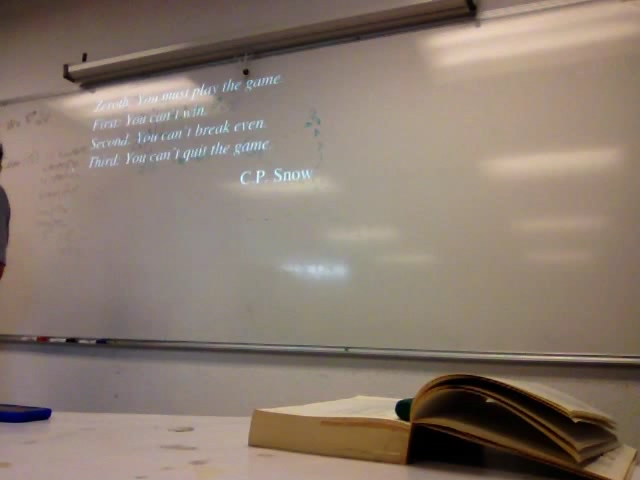 Zeroth: You must play the game.
First: You can't win.
Second: You can't break even.
Third: You can't quit the game.
C.P. Snow